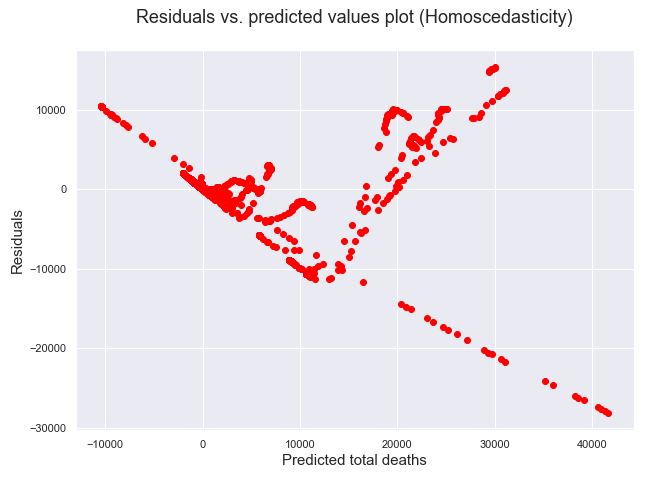 Residuals vs. predicted values plot (Homoscedasticity)
10000
0
−10000
−20000
−30000
Residuals
−10000 0 10000 20000 30000 40000
Predicted total deaths